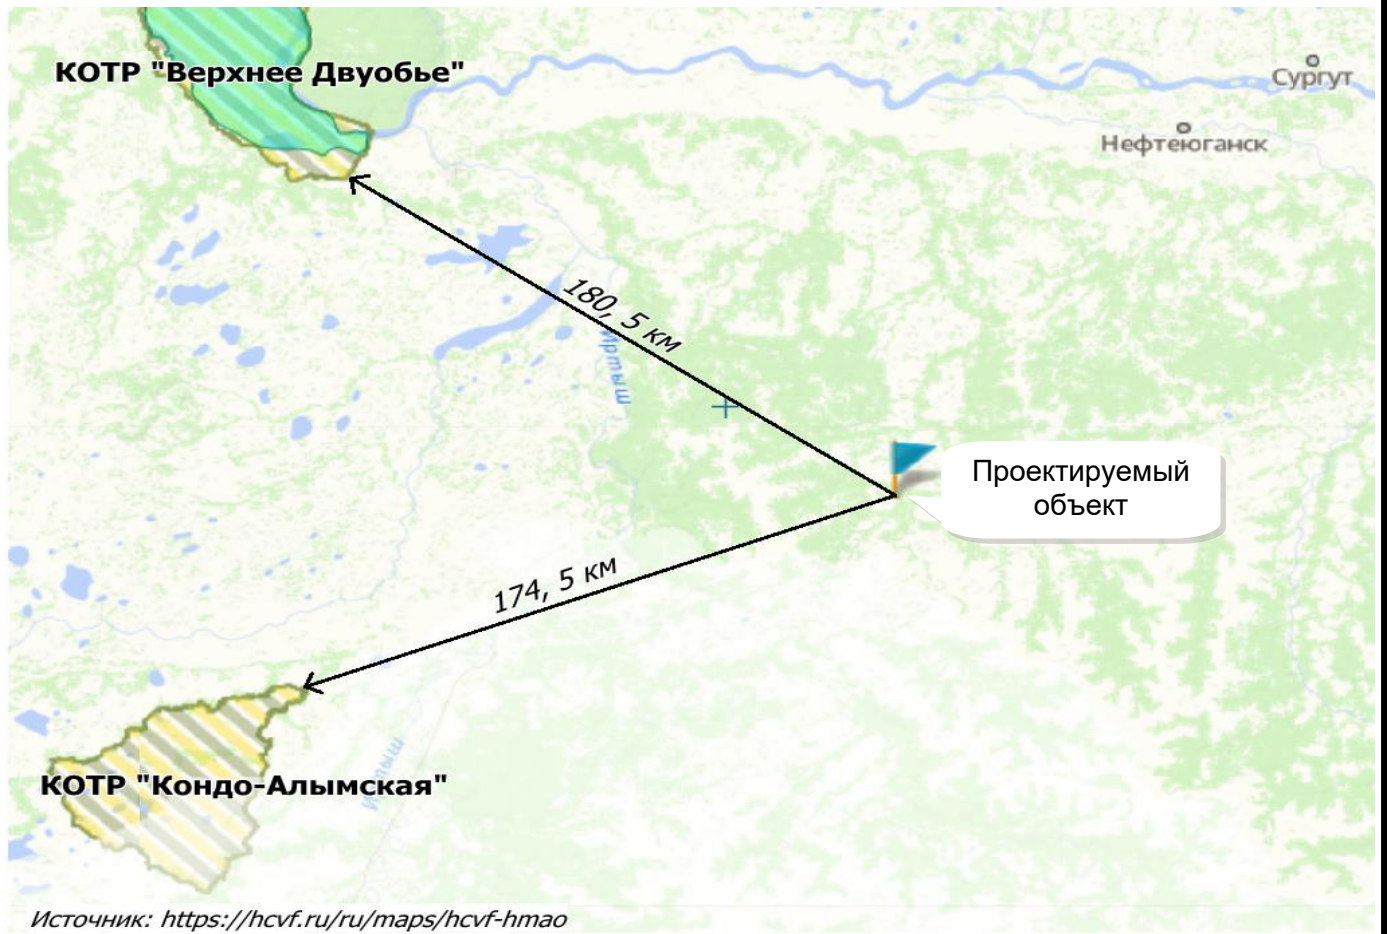 КОТР "Верхнее Двуобье"
Сургут
Нефтеюганск
180, 5 км
Иртыш
Проектируемый
объект
174, 5 км
Иртыш
КОТР "Кондо-Алымская"
Источник: https://hcvf.ru/ru/maps/hcvf-hmao